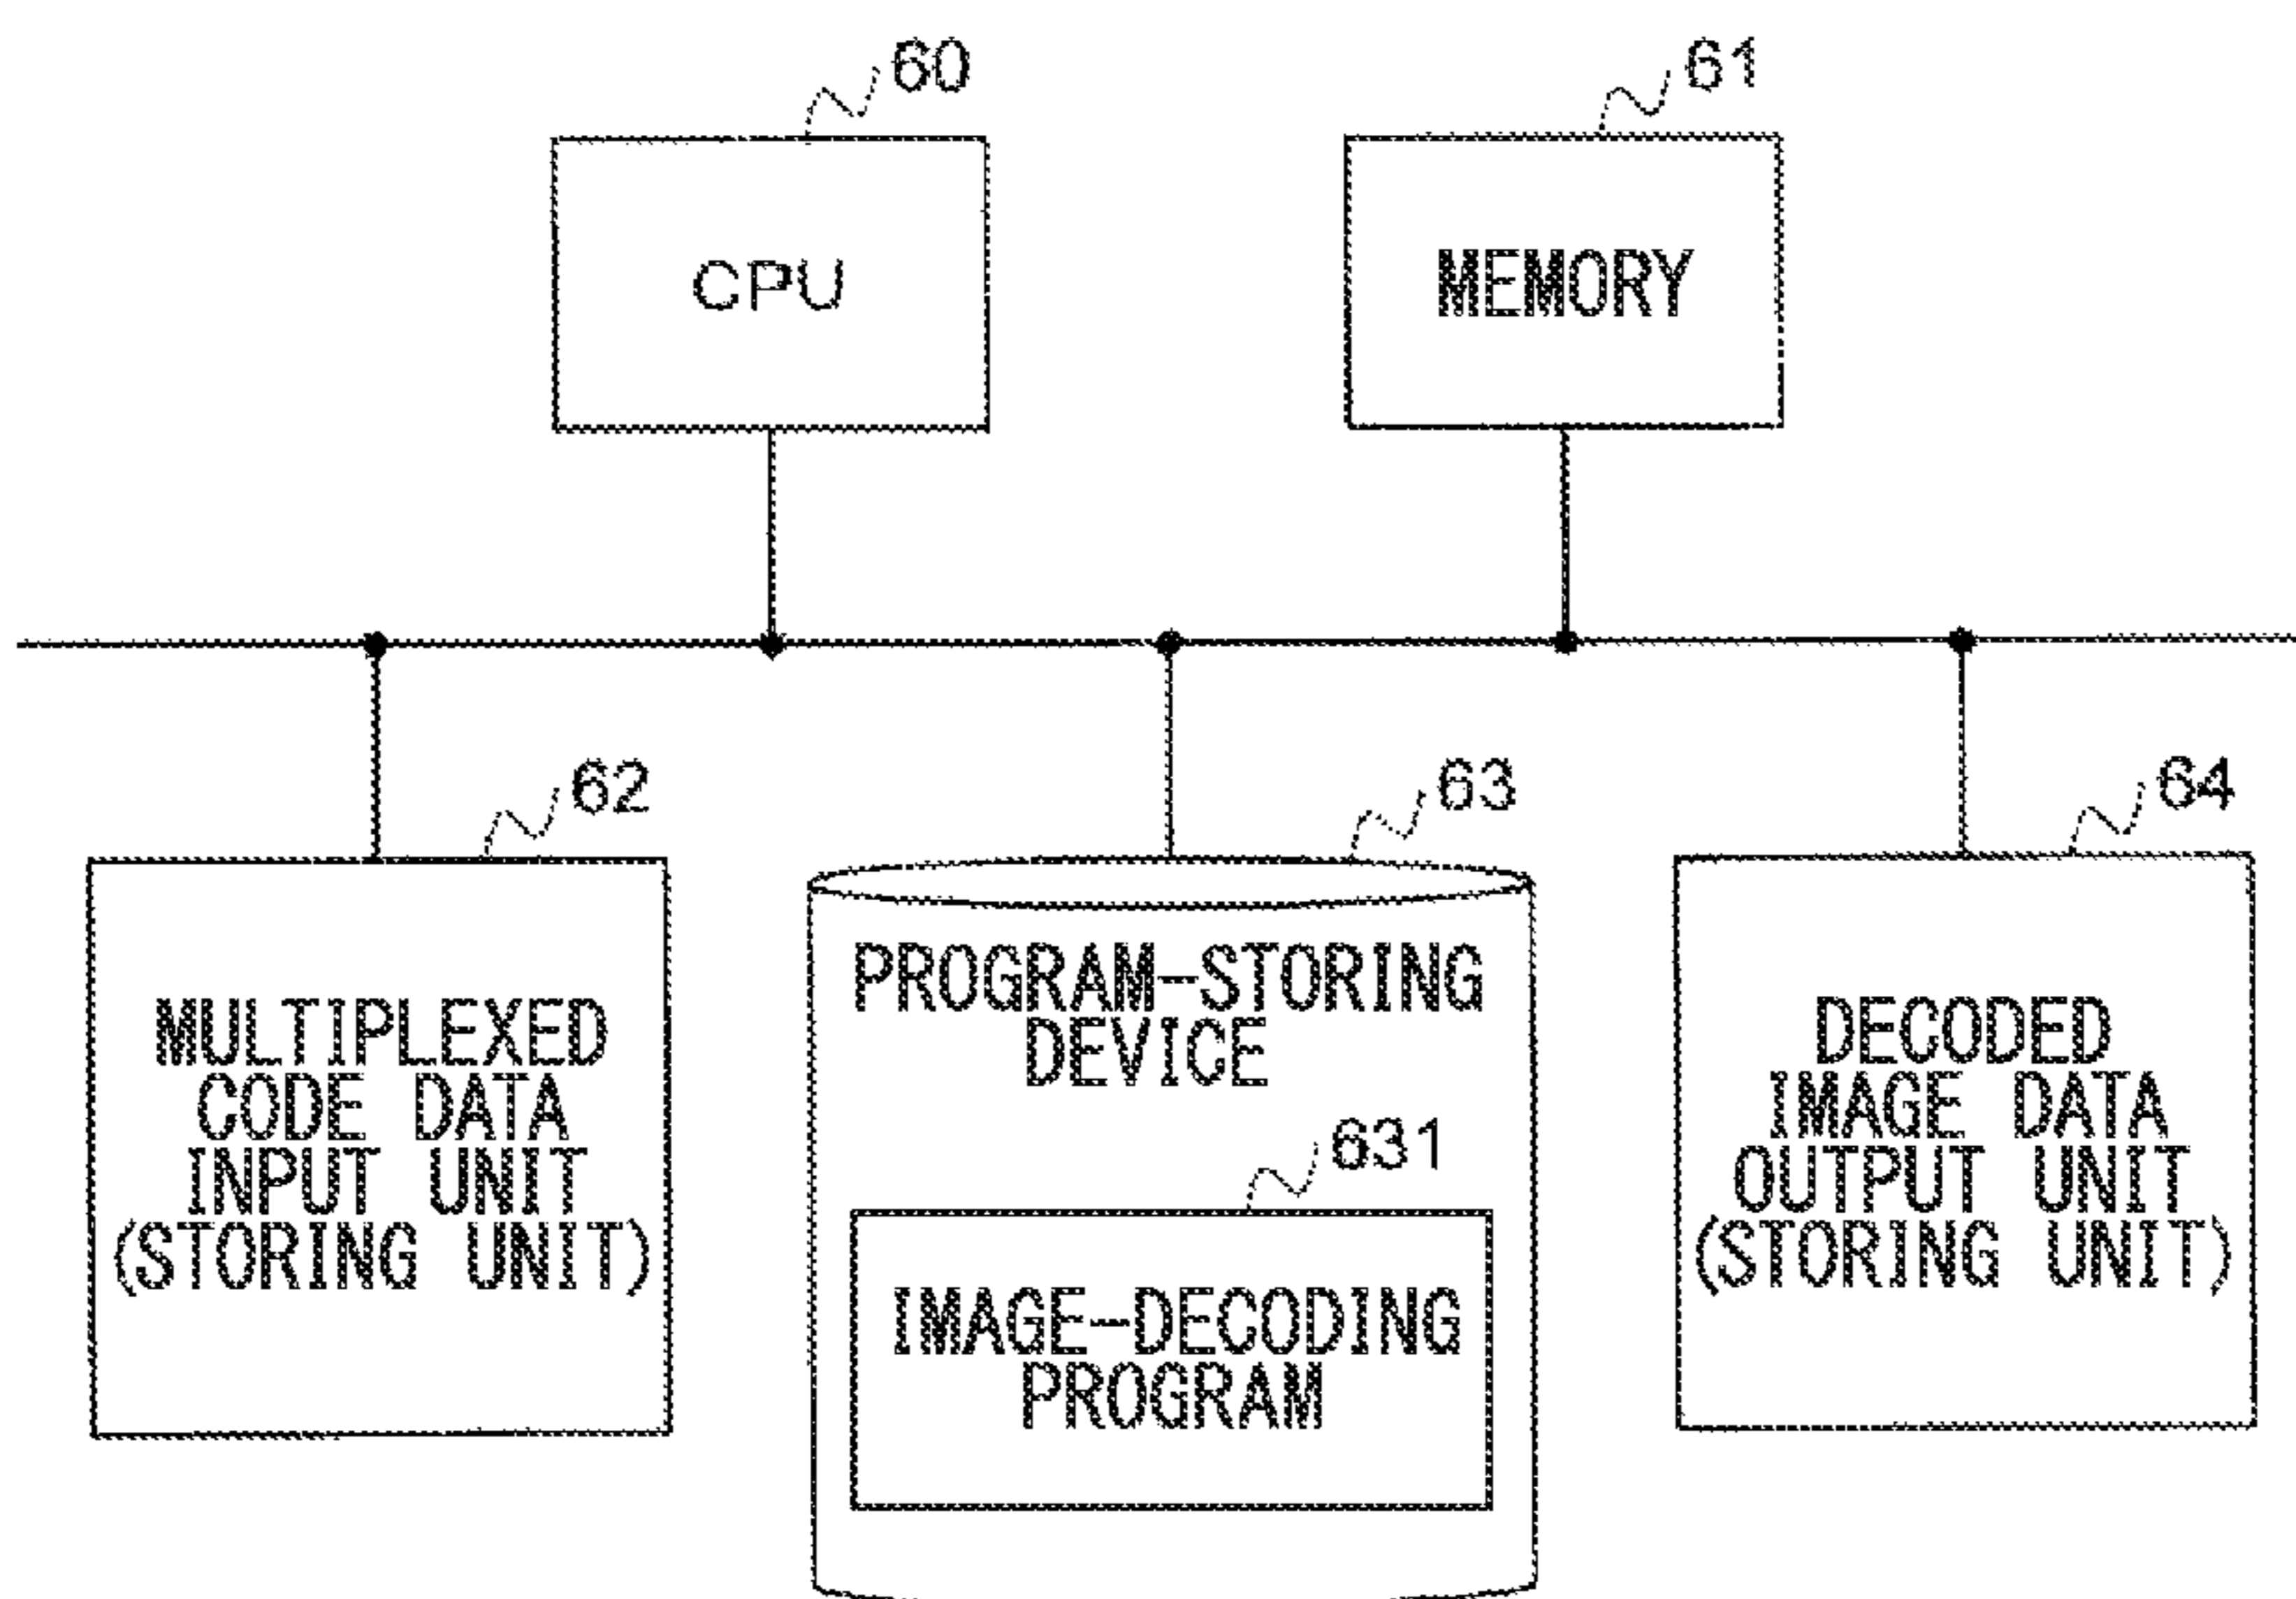 60
61
CPU
MEMORY
62
63
64
MULTIPLEXED
CODE DATA
INPUT UNIT
(STORING UNIT)
PROGRAM-STORING
DEVICE
631
IMAGE-DECODING
PROGRAM
DECODED
IMAGE DATA
OUTPUT UNIT
(STORING UNIT)